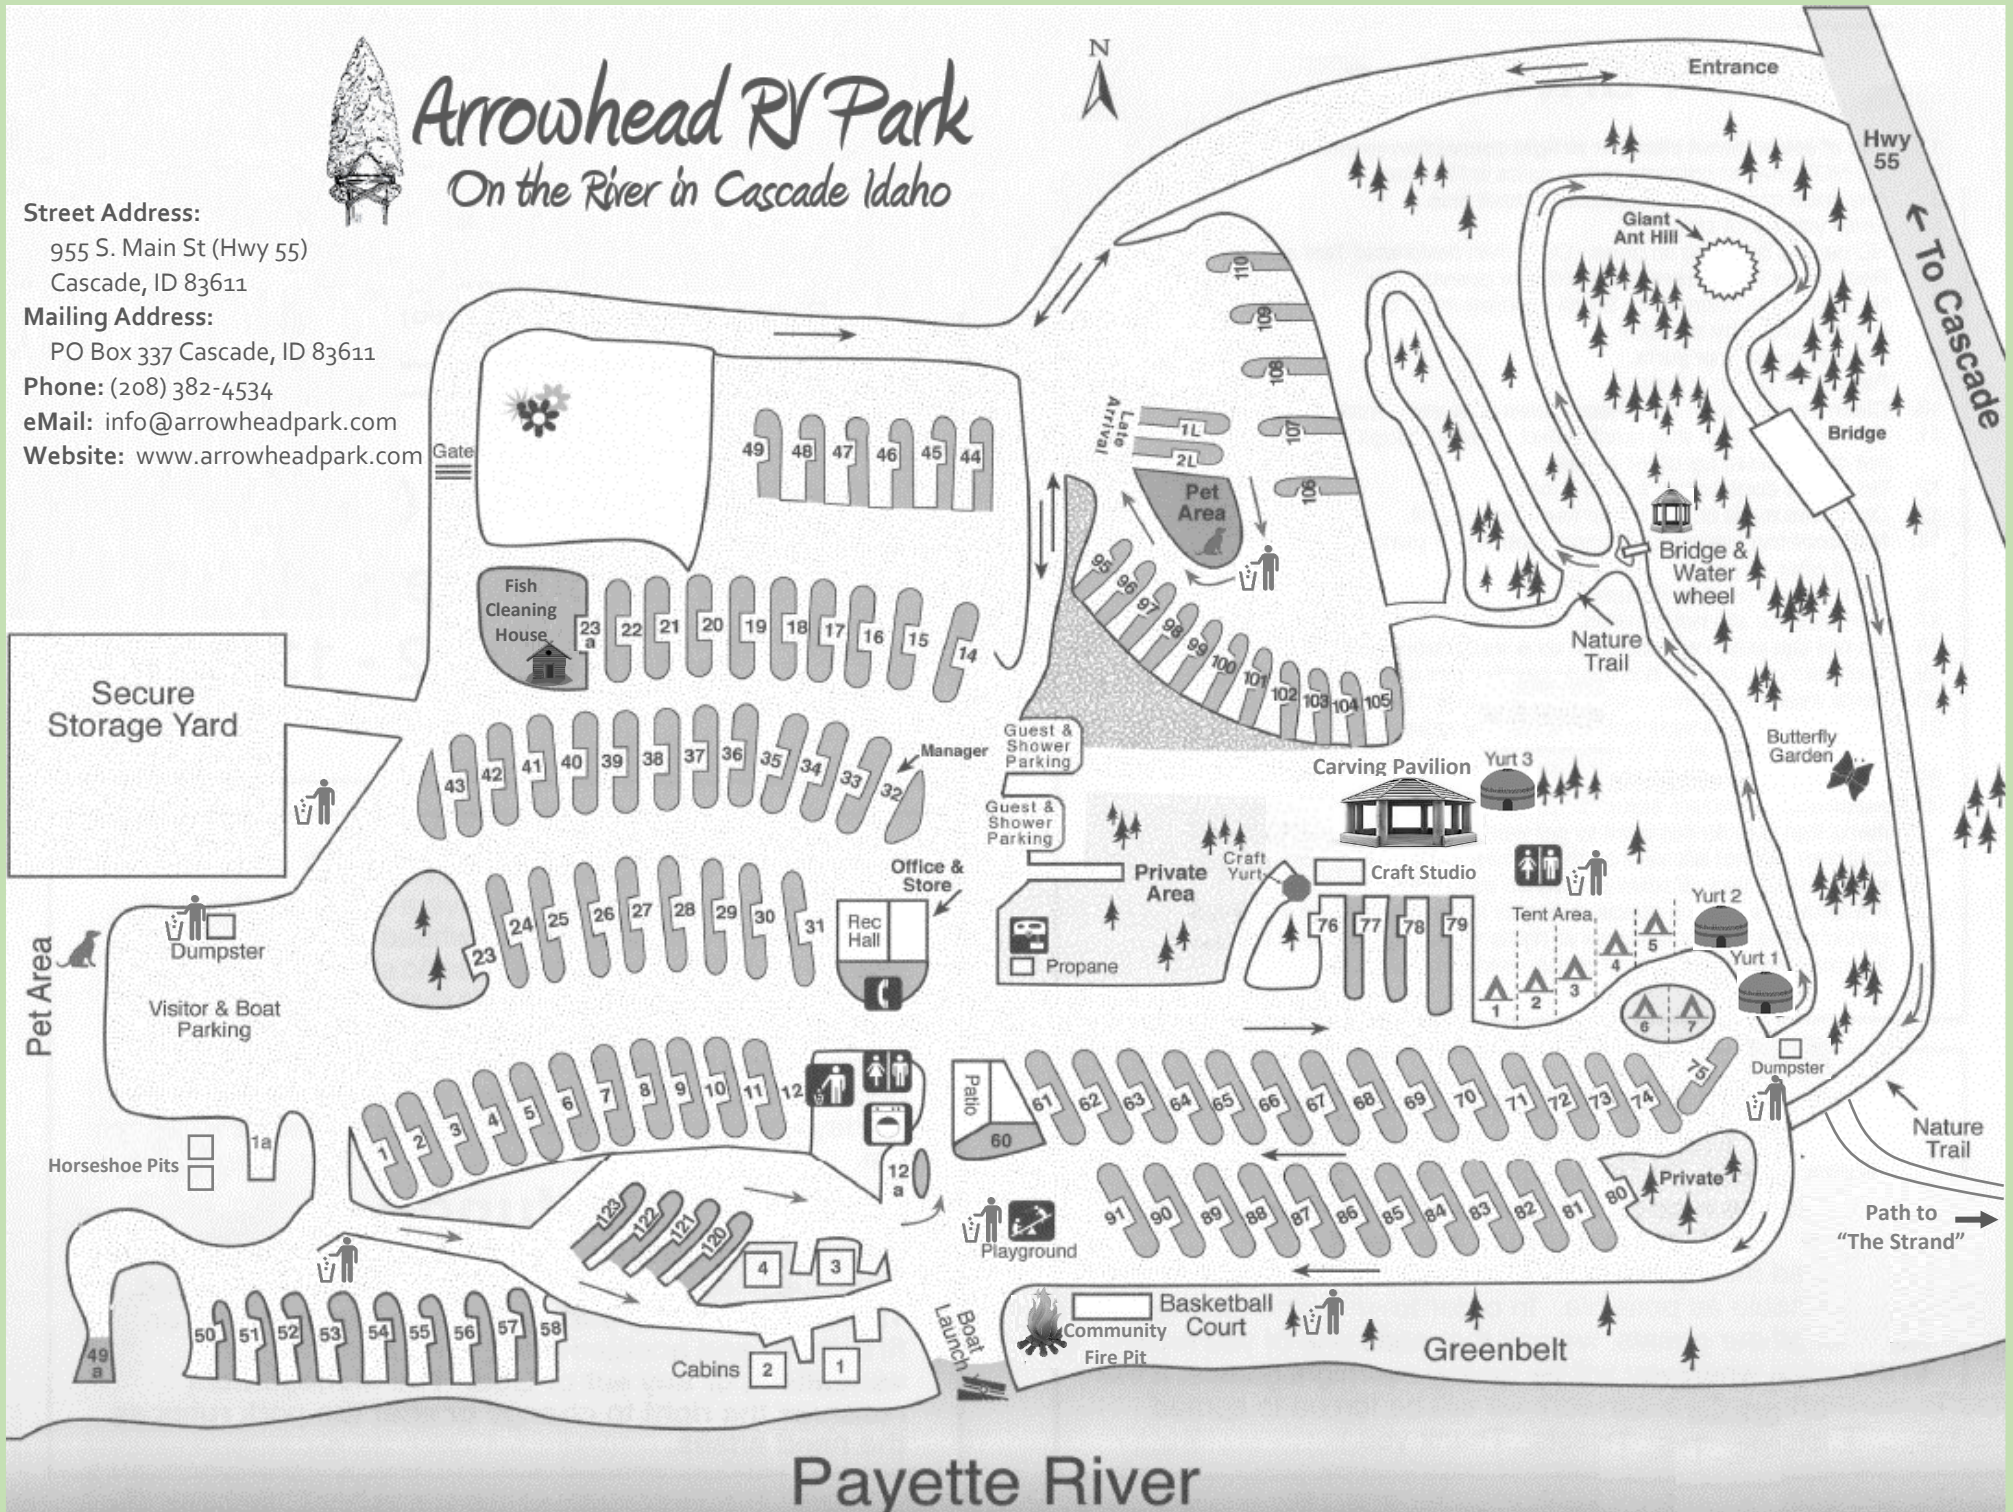 N
Arrowhead RV Park
On the River in Cascade Idaho
Street Address:
955 S. Main St (Hwy 55)
Cascade, ID 83611
Mailing Address:
PO Box 337 Cascade, ID 83611
Phone: (208) 382-4534
eMail: info@arrowheadpark.com
Website: www.arrowheadpark.com
Entrance
Hwy
55
← To Cascade
Giant
Ant Hill
Bridge
Bridge &
Water
wheel
Nature
Trail
Butterfly
Garden
Gate
110
109
108
107
106
Late
Arrival
1L
2L
Pet
Area
49 48 47 46 45 44
Fish
Cleaning
House
23
a
22 21 20 19 18 17 16 15 14
95 96 97 98 99 100 101 102 103 104 105
Secure
Storage Yard
43 42 41 40 39 38 37 36 35 34 33 32
Manager
Guest &
Shower
Parking
Guest &
Shower
Parking
Carving Pavilion
Yurt 3
Private
Area
Craft
Yurt
Craft Studio
Office &
Store
Rec
Hall
Propane
23 24 25 26 27 28 29 30 31
76 77 78 79
Tent Area,
1 2 3 4 5
6 7
Yurt 2
Yurt 1
Dumpster
Pet Area
Visitor & Boat
Parking
1 2 3 4 5 6 7 8 9 10 11 12
Patio
60
61 62 63 64 65 66 67 68 69 70 71 72 73 74 75
Dumpster
Nature
Trail
Horseshoe Pits
1a
12
a
123 122 121 120
4 3
Playground
91 90 89 88 87 86 85 84 83 82 81 80
Private
Path to
“The Strand”
49
a
50 51 52 53 54 55 56 57 58
Cabins 2 1
Boat
Launch
Basketball
Court
Community
Fire Pit
Greenbelt
Payette River